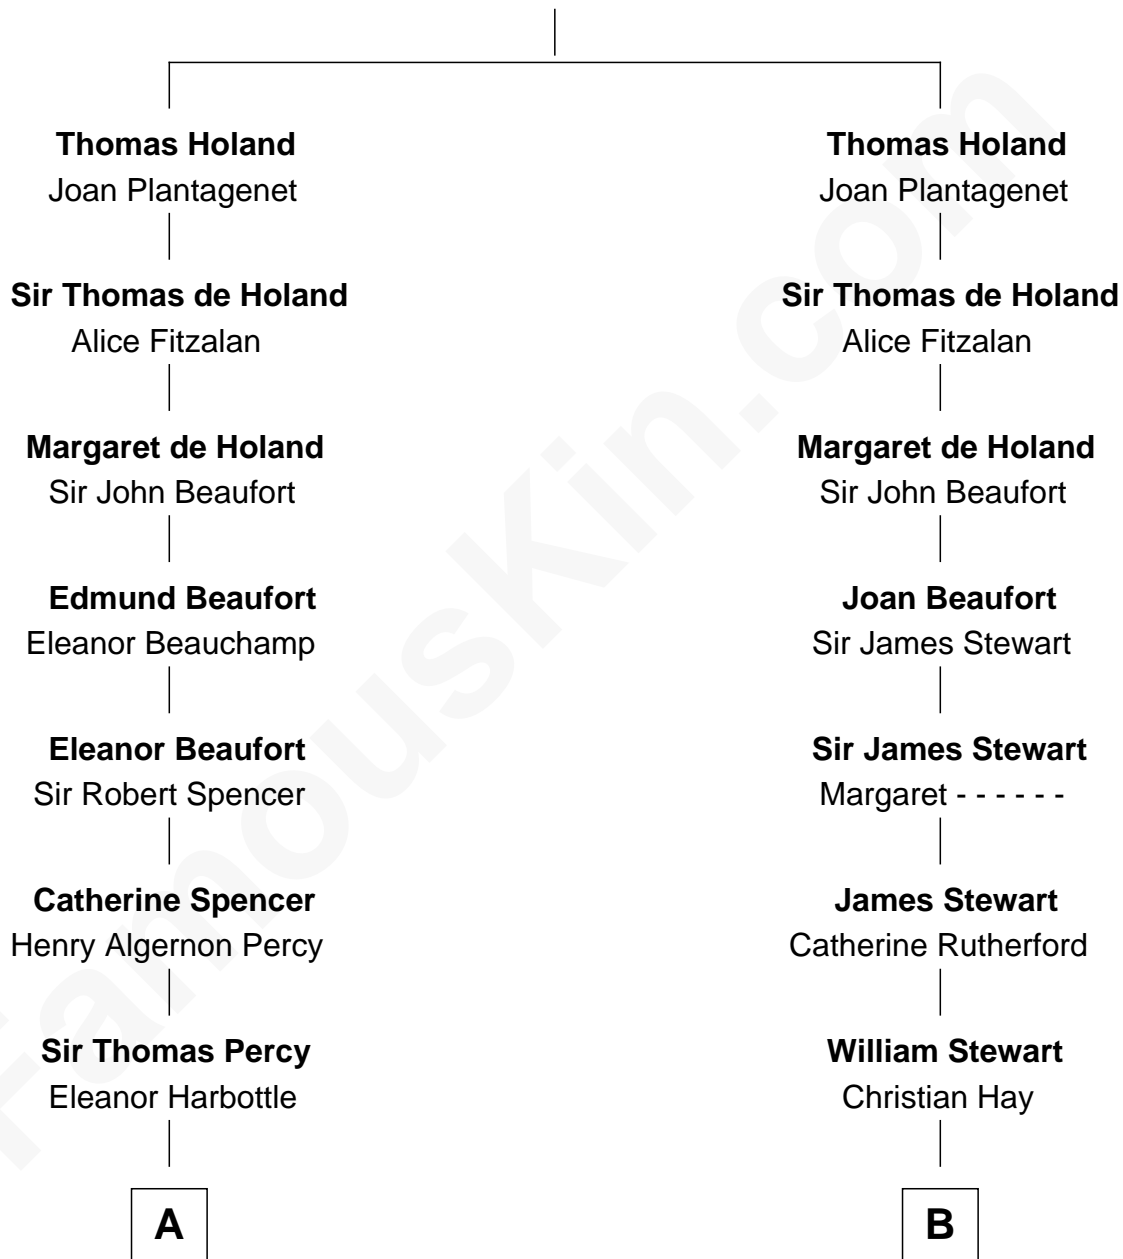 Thomas Holand
Joan Plantagenet
Sir Thomas de Holand
Alice Fitzalan
Margaret de Holand
Sir John Beaufort
Edmund Beaufort
Eleanor Beauchamp
Eleanor Beaufort
Sir Robert Spencer
Catherine Spencer
Henry Algernon Percy
Sir Thomas Percy
Eleanor Harbottle
A
Thomas Holand
Joan Plantagenet
Sir Thomas de Holand
Alice Fitzalan
Margaret de Holand
Sir John Beaufort
Joan Beaufort
Sir James Stewart
Sir James Stewart
Margaret - - - - - -
James Stewart
Catherine Rutherford
William Stewart
Christian Hay
B
FamousKin.com